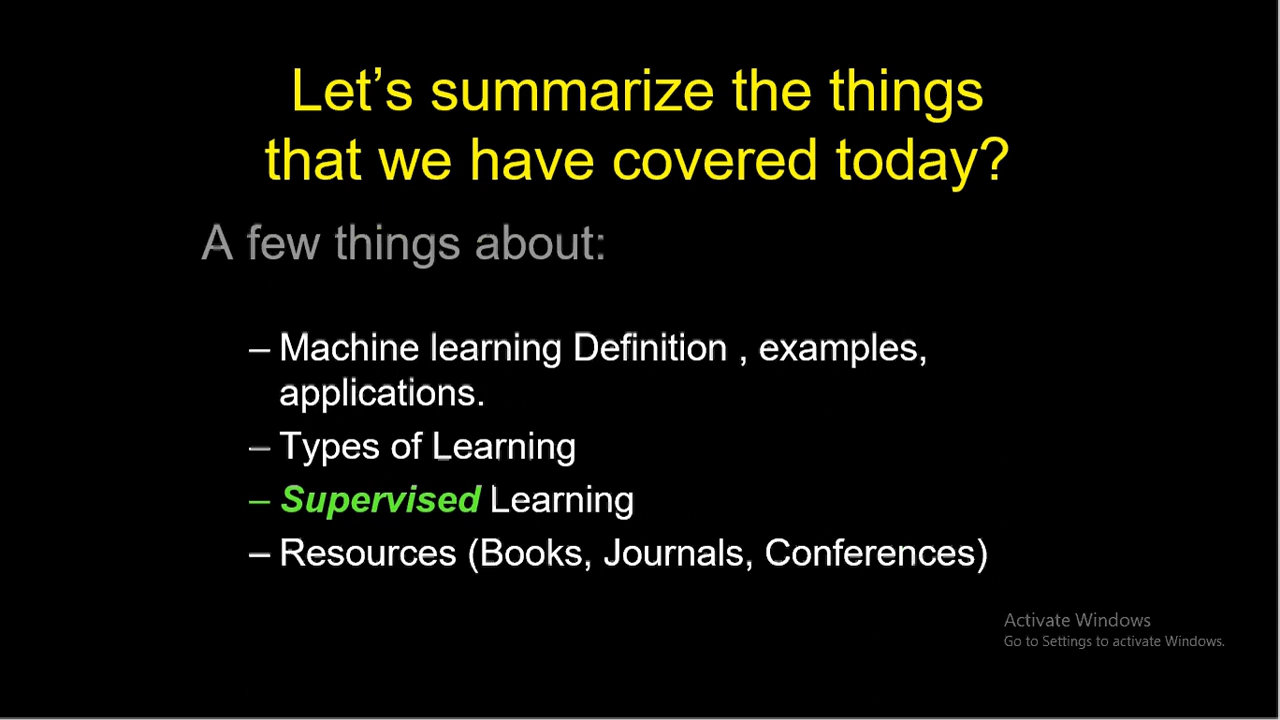 Let’s summarize the things
that we have covered today?
A few things about:
– Machine learning Definition , examples,
applications.
– Types of Learning
– Supervised Learning
– Resources (Books, Journals, Conferences)
Activate Windows
Go to Settings to activate Windows.